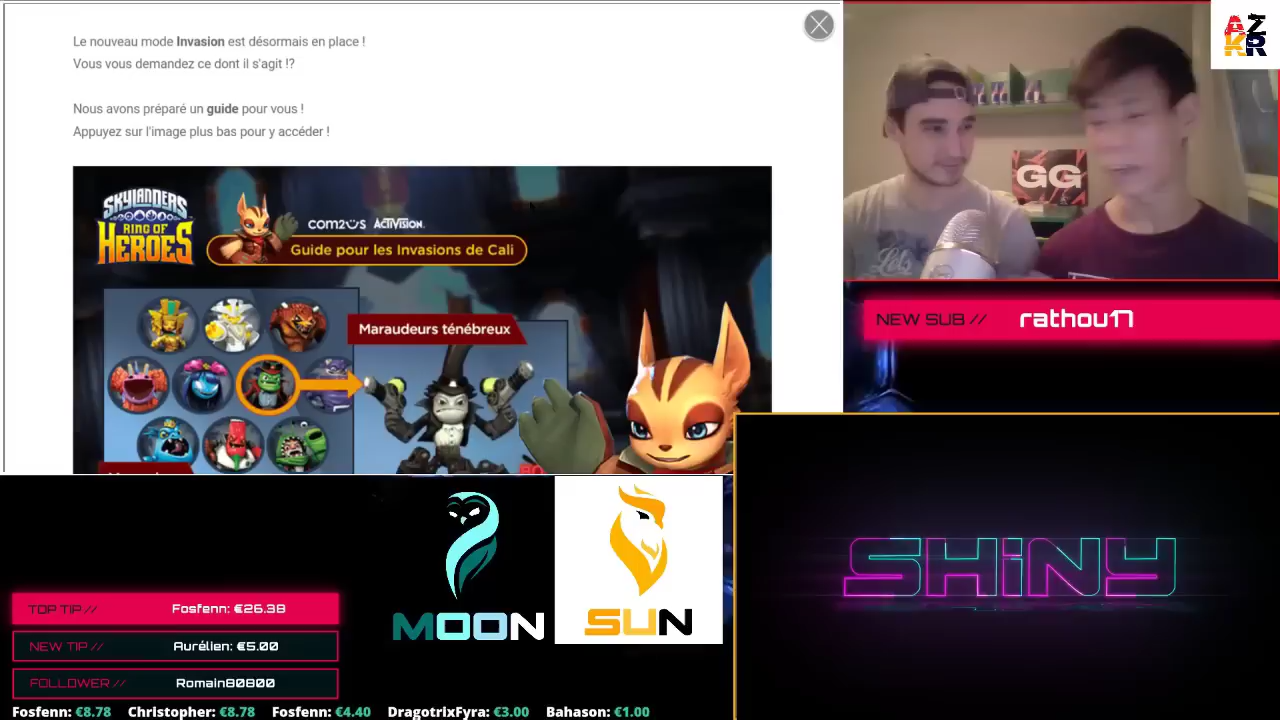 Le nouveau mode Invasion est désormais en place !
Vous vous demandez ce dont il s'agit !?
Nous avons préparé un guide pour vous !
Appuyez sur l'image plus bas pour y accéder !
SKYLANDERS
RING OF
HEROES
com2us ACTIVISION.
Guide pour les Invasions de Cali
Maraudeurs ténébreux
AZ
KR
GG
Let's
NEW SUB // rathou17
MOON
SUN
SHiNY
TOP TIP // Fosfenn: €26.38
NEW TIP // Aurélien: €5.00
FOLLOWER // Romain80800
Fosfenn: €8.78 Christopher: €8.78 Fosfenn: €4.40 DragotrixFyra: €3.00 Bahason: €1.00